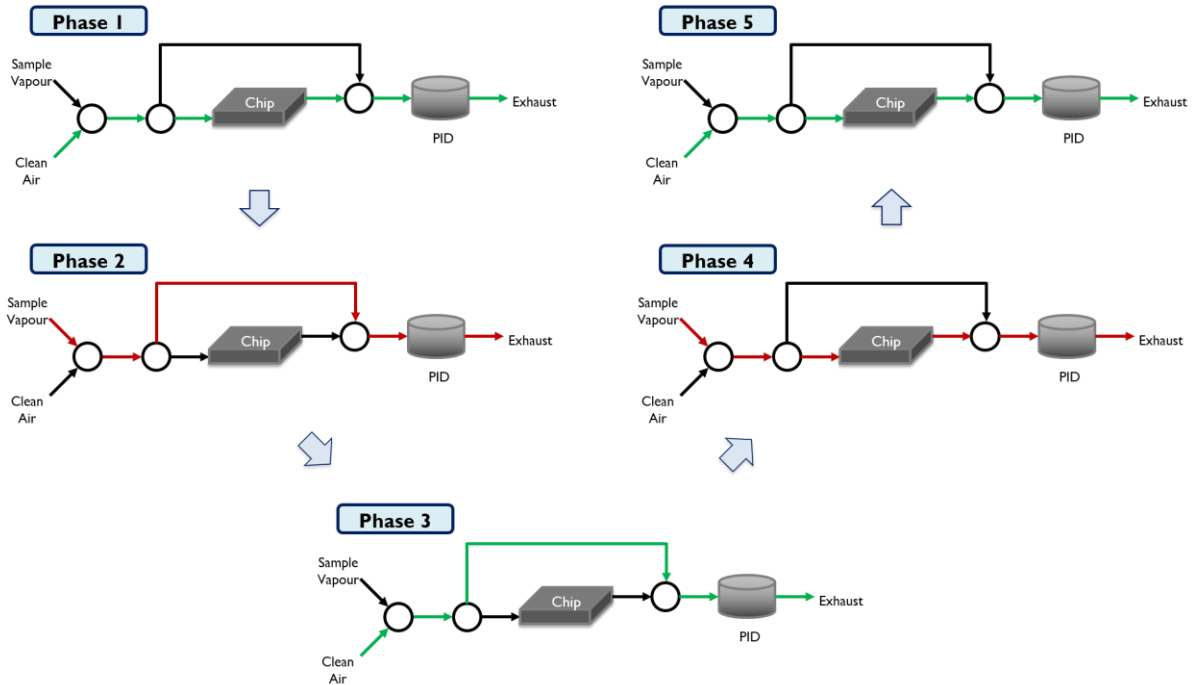 Phase 1
Sample
Vapour
Chip
Exhaust
PID
Clean
Air
Phase 2
Sample
Vapour
Chip
Exhaust
PID
Clean
Air
Phase 3
Sample
Vapour
Chip
Exhaust
PID
Clean
Air
Phase 4
Sample
Vapour
Chip
Exhaust
PID
Clean
Air
Phase 5
Sample
Vapour
Chip
Exhaust
PID
Clean
Air